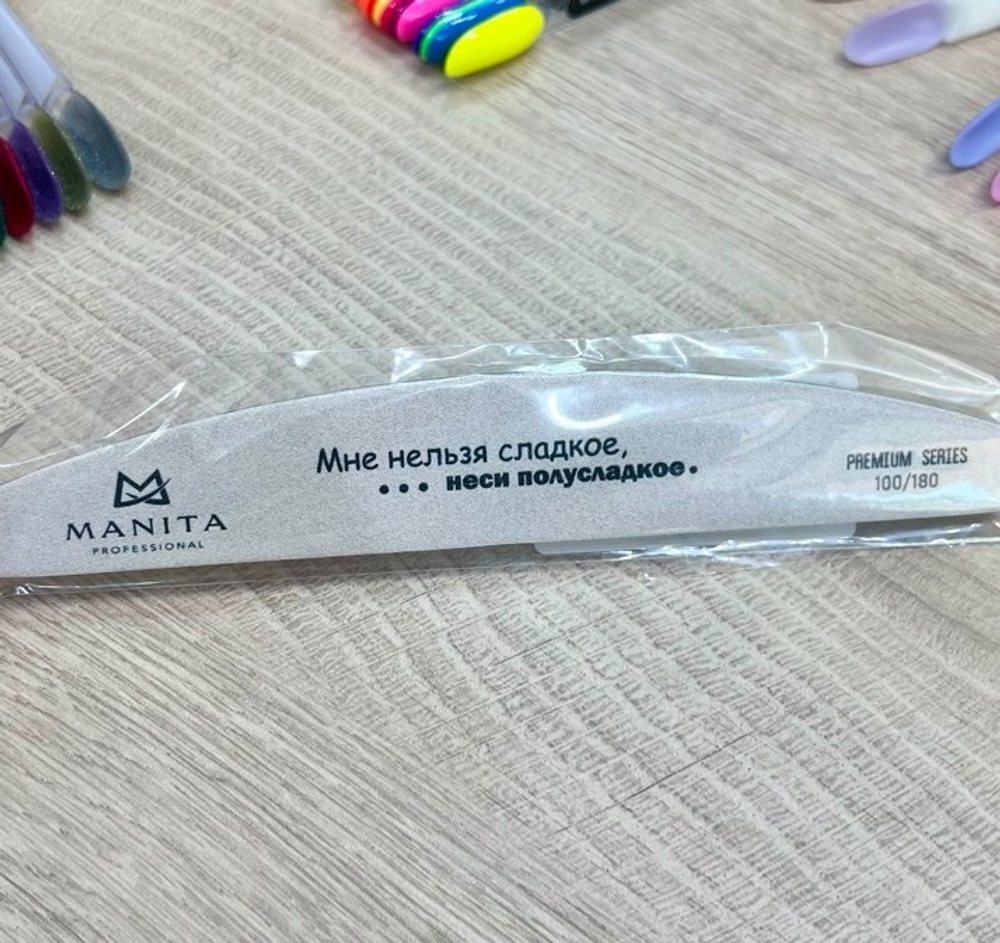 Мне нельзя сладкое,
... неси полусладкое.
MANITA
PROFESSIONAL
PREMIUM SERIES
100/180